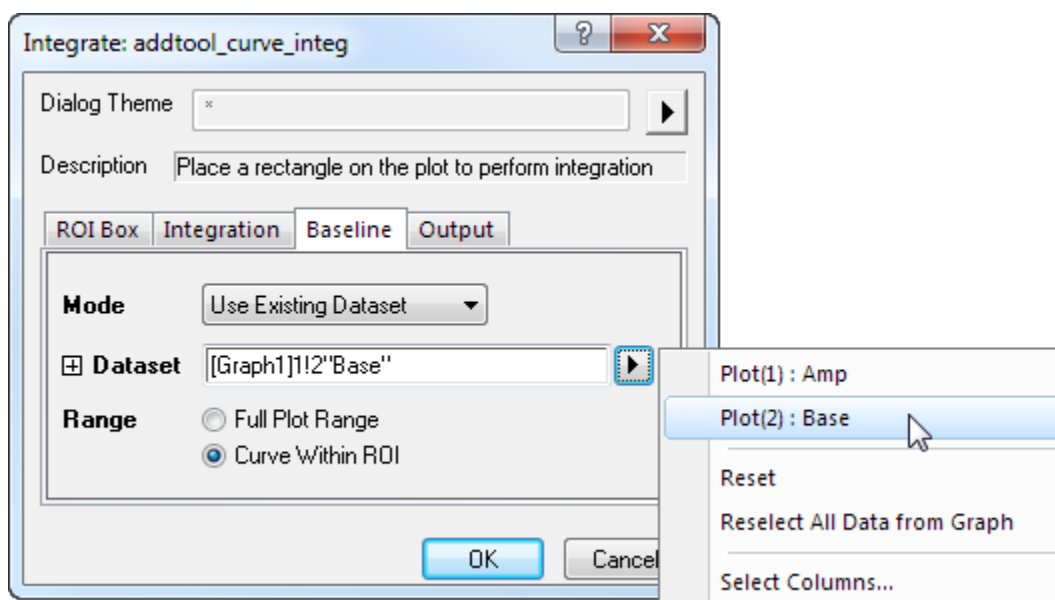 Integrate: addtool_curve_integ
Dialog Theme *
Description Place a rectangle on the plot to perform integration
ROI Box Integration Baseline Output
Mode Use Existing Dataset
Dataset [Graph1]1!2"Base"
Range Full Plot Range
Curve Within ROI
OK Cancel
Plot(1) : Amp
Plot(2) : Base
Reset
Reselect All Data from Graph
Select Columns...